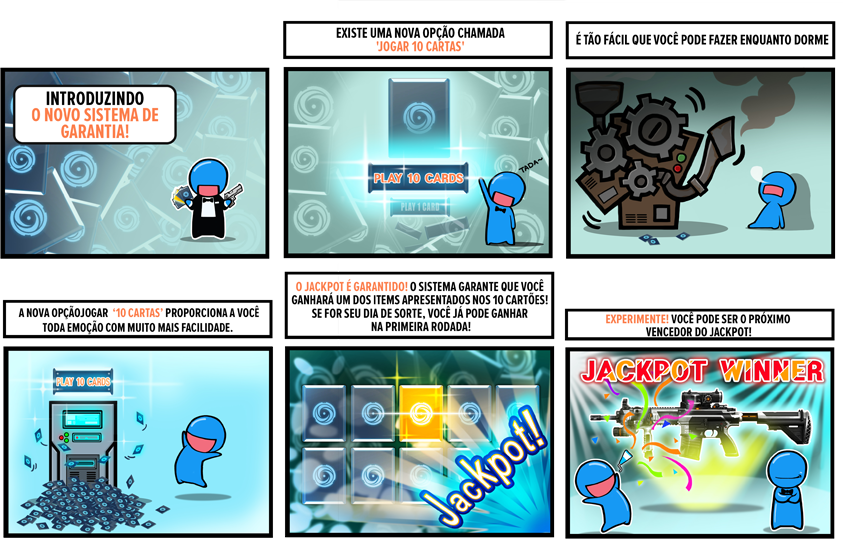 INTRODUZINDO
O NOVO SISTEMA DE
GARANTIA!
EXISTE UMA NOVA OPÇÃO CHAMADA
'JOGAR 10 CARTAS'
PLAY 10 CARDS
PLAY 1 CARD
TADA~
É TÃO FÁCIL QUE VOCÊ PODE FAZER ENQUANTO DORME
A NOVA OPÇÃOJOGAR '10 CARTAS' PROPORCIONA A VOCÊ
TODA EMOÇÃO COM MUITO MAIS FACILIDADE.
PLAY 10 CARDS
O JACKPOT É GARANTIDO! O SISTEMA GARANTE QUE VOCÊ
GANHARÁ UM DOS ITEMS APRESENTADOS NOS 10 CARTÕES!
SE FOR SEU DIA DE SORTE, VOCÊ JÁ PODE GANHAR
NA PRIMEIRA RODADA!
Jackpot!
EXPERIMENTE! VOCÊ PODE SER O PRÓXIMO
VENCEDOR DO JACKPOT!
JACKPOT WINNER